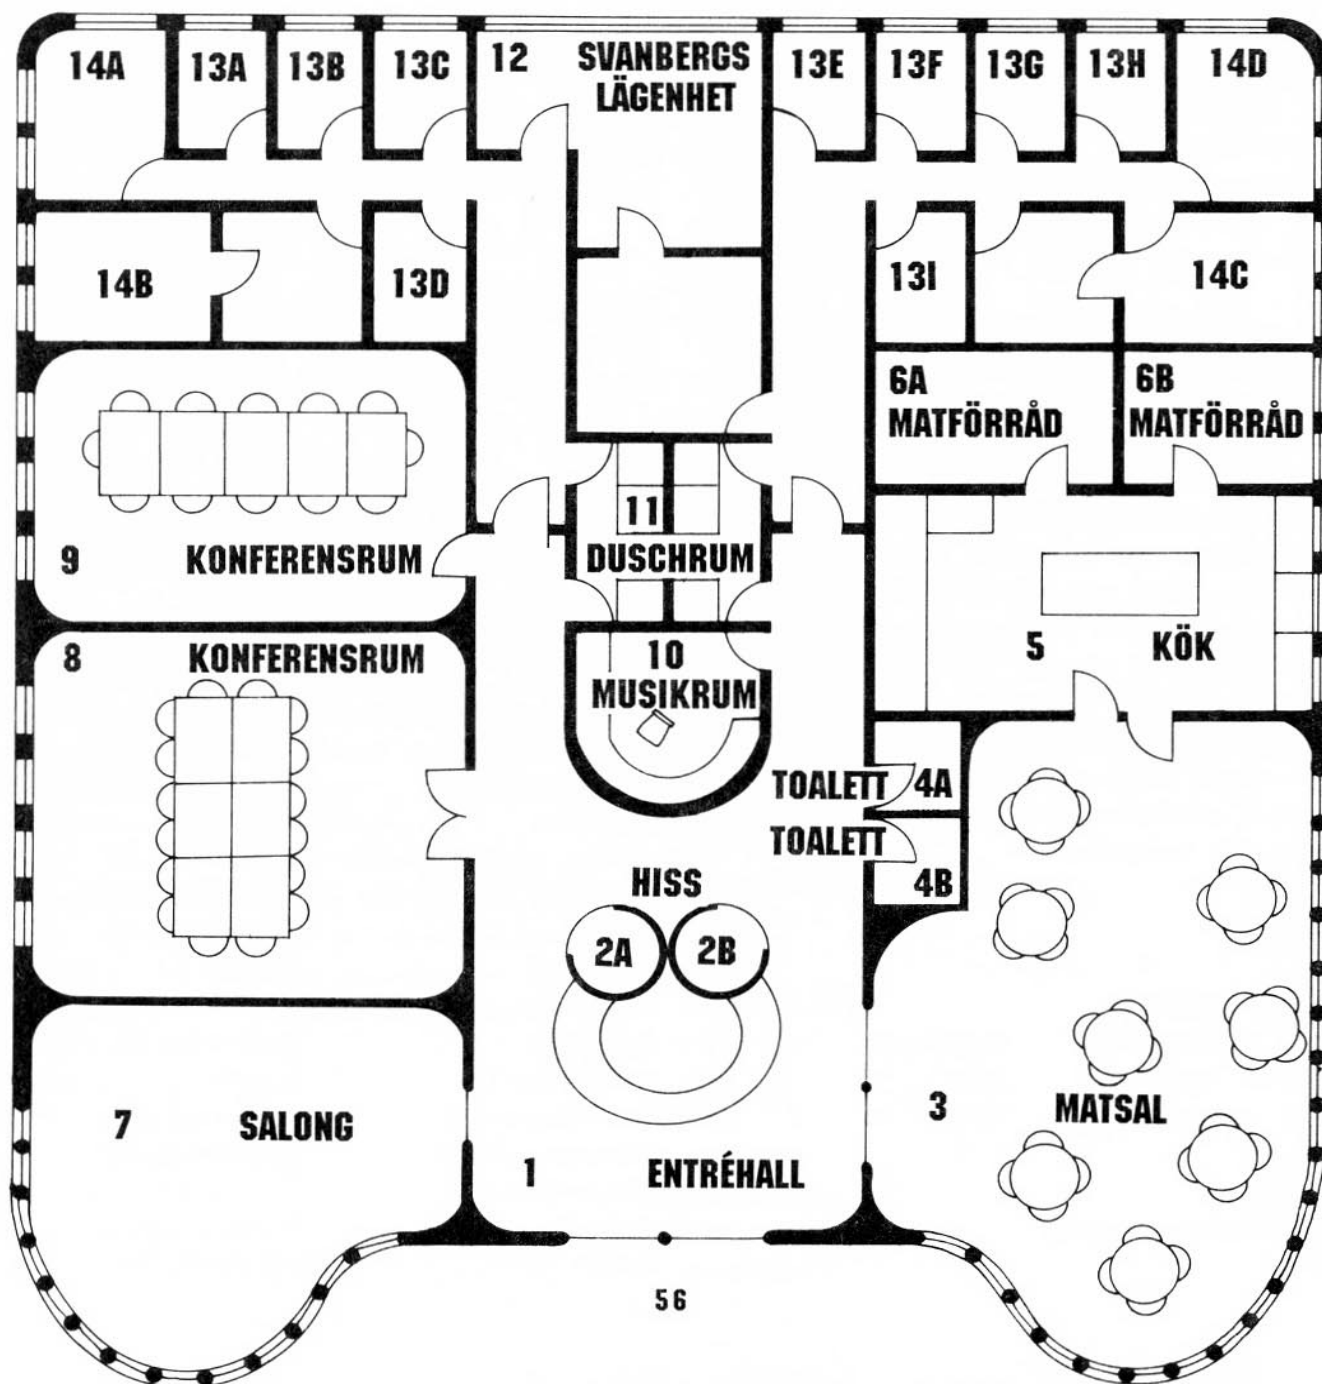 14A
13A
13B
13C
12
SVANBERGS
LÄGENHET
13E
13F
13G
13H
14D
14B
13D
13I
14C
6A
MATFÖRRÅD
6B
MATFÖRRÅD
9 KONFERENSRUM
11
DUSCHRUM
8 KONFERENSRUM
10
MUSIKRUM
5 KÖK
TOALETT 4A
TOALETT
4B
HISS
2A
2B
7 SALONG
3 MATSAL
1 ENTRÉHALL
56